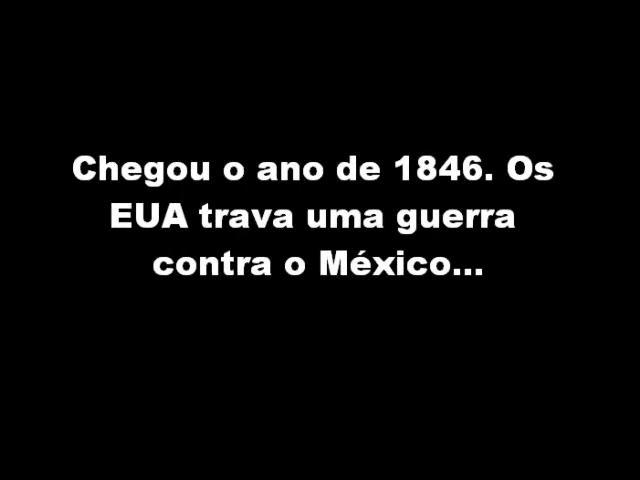 Chegou o ano de 1846. Os
EUA trava uma guerra
contra o México...